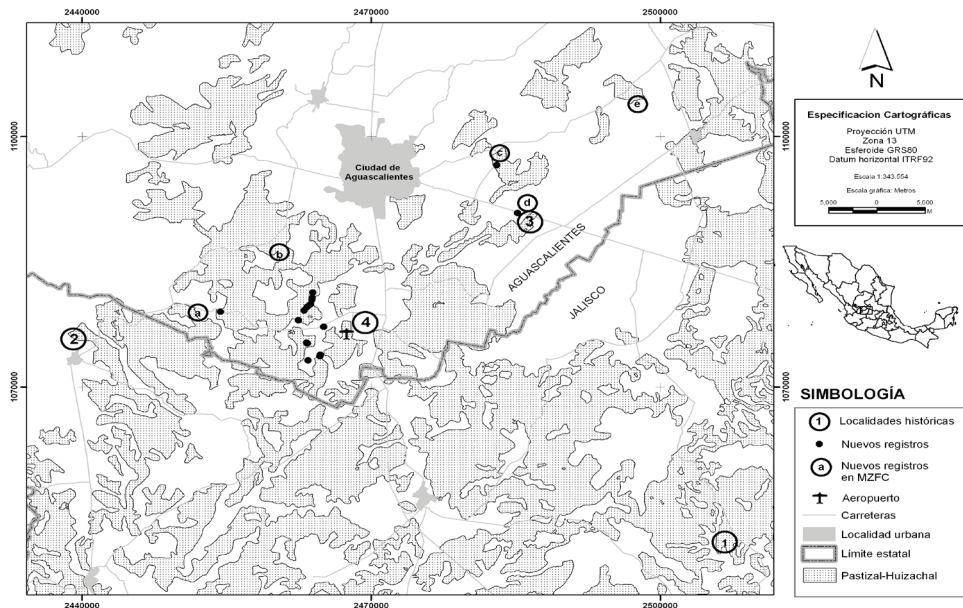 2440000 2470000 2500000
1100000 1100000
1070000 1070000
Ciudad de
Aguascalientes
e
c
d
3
b
a
4
2
1
AGUASCALIENTES
JALISCO
2440000 2470000 2500000
N
Especificacion Cartográficas
Proyección UTM
Zona 13
Esferoide GRS80
Datum horizontal ITRF92
Escala 1:343.554
Escala gráfica: Metros
5,000 0 5,000
M
SIMBOLOGÍA
1 Localidades históricas
Nuevos registros
a Nuevos registros
en MZFC
Aeropuerto
Carreteras
Localidad urbana
Límite estatal
Pastizal-Huizachal